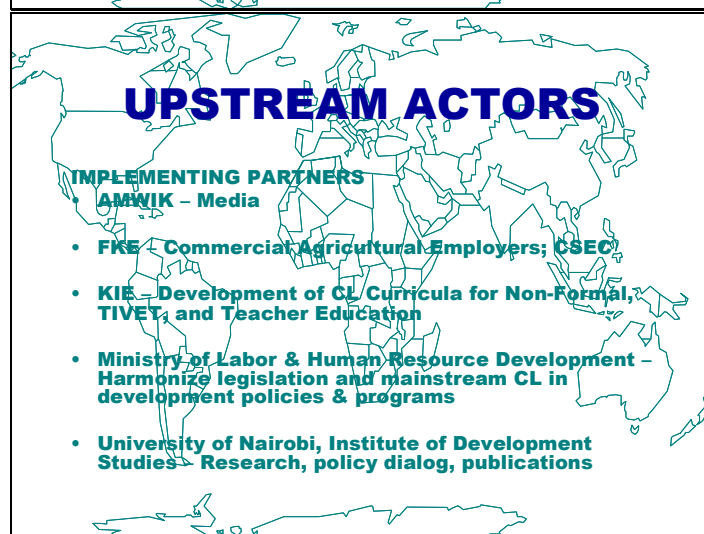 UPSTREAM ACTORS
IMPLEMENTING PARTNERS
• AMWIK – Media
• FKE – Commercial Agricultural Employers; CSEC
• KIE – Development of CL Curricula for Non-Formal,
TIVET, and Teacher Education
• Ministry of Labor & Human Resource Development –
Harmonize legislation and mainstream CL in
development policies & programs
• University of Nairobi, Institute of Development
Studies – Research, policy dialog, publications